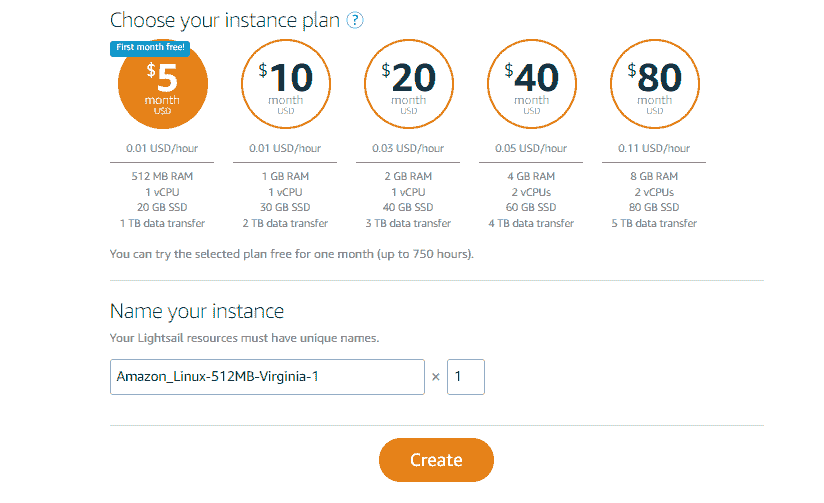 Choose your instance plan ?
First month free!
$5
month
USD
0.01 USD/hour
512 MB RAM
1 vCPU
20 GB SSD
1 TB data transfer
$10
month
USD
0.01 USD/hour
1 GB RAM
1 vCPU
30 GB SSD
2 TB data transfer
$20
month
USD
0.03 USD/hour
2 GB RAM
1 vCPU
40 GB SSD
3 TB data transfer
$40
month
USD
0.05 USD/hour
4 GB RAM
2 vCPUs
60 GB SSD
4 TB data transfer
$80
month
USD
0.11 USD/hour
8 GB RAM
2 vCPUs
80 GB SSD
5 TB data transfer
You can try the selected plan free for one month (up to 750 hours).
Name your instance
Your Lightsail resources must have unique names.
Amazon_Linux-512MB-Virginia-1 × 1
Create